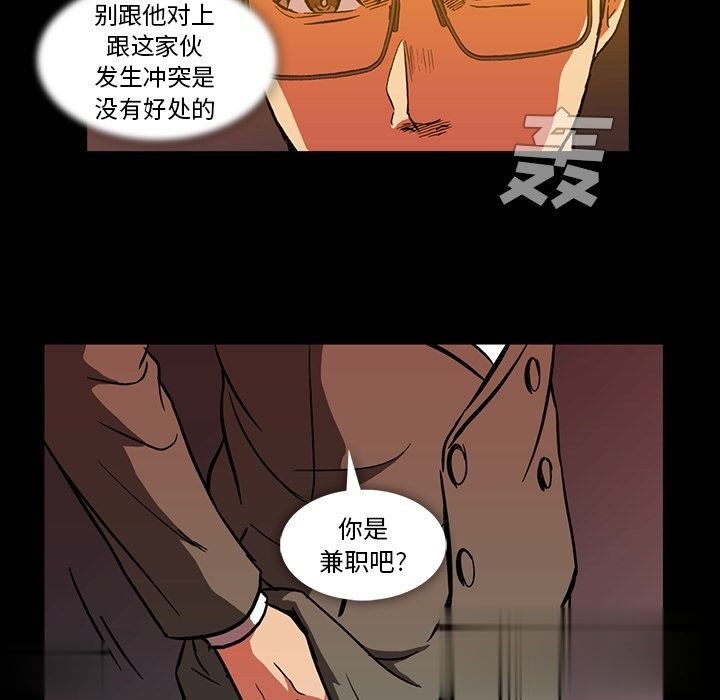 别跟他对上
跟这家伙
发生冲突是
没有好处的
轰
你是
兼职吧?